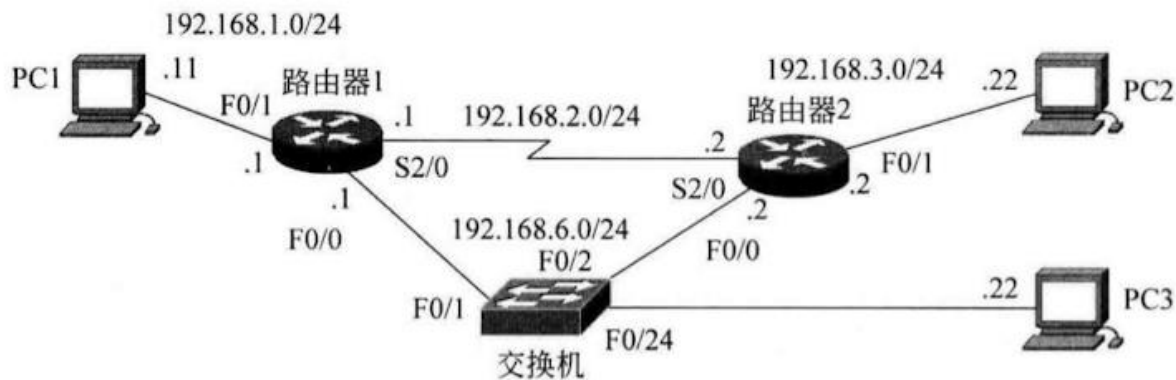 192.168.1.0/24
PC1
.11
F0/1
路由器1
.1
.1
S2/0
.1
F0/0
192.168.2.0/24
192.168.3.0/24
.22
PC2
路由器2
.2
S2/0
F0/1
.2
.2
F0/0
192.168.6.0/24
F0/2
F0/1
F0/24
交换机
.22
PC3